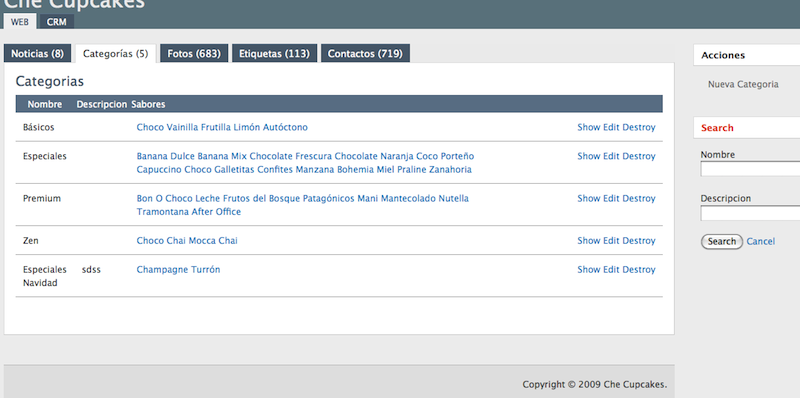 Che Cupcakes
WEB CRM
Noticias (8) Categorías (5) Fotos (683) Etiquetas (113) Contactos (719)
Categorias
Nombre Descripcion Sabores
Básicos Choco Vainilla Frutilla Limón Autóctono Show Edit Destroy
Especiales Banana Dulce Banana Mix Chocolate Frescura Chocolate Naranja Coco Porteño Show Edit Destroy
Capuccino Choco Galletitas Confites Manzana Bohemia Miel Praline Zanahoria
Premium Bon O Choco Leche Frutos del Bosque Patagónicos Mani Mantecolado Nutella Show Edit Destroy
Tramontana After Office
Zen Choco Chai Mocca Chai Show Edit Destroy
Especiales sdss Champagne Turrón Show Edit Destroy
Navidad
Acciones
Nueva Categoria
Search
Nombre
Descripcion
Search Cancel
Copyright © 2009 Che Cupcakes.